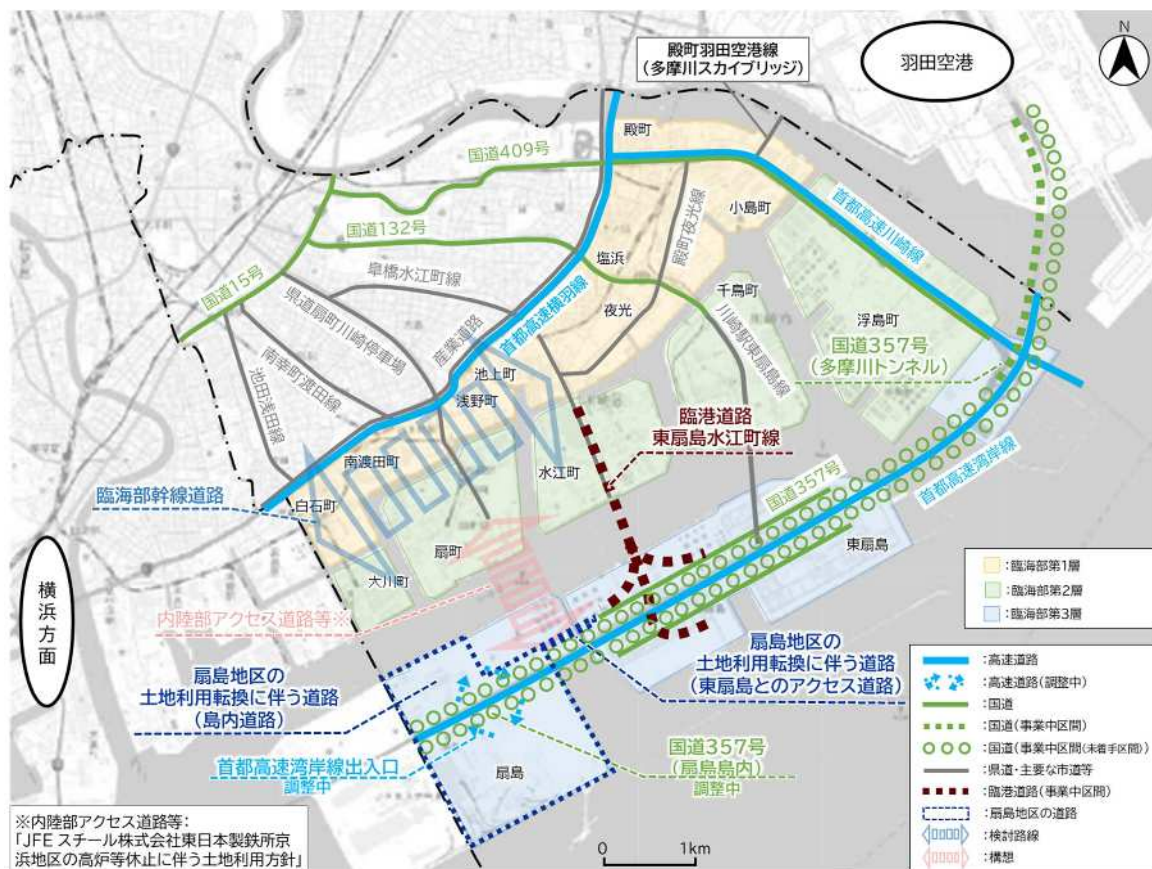 N
殿町羽田空港線
(多摩川スカイブリッジ)
羽田空港
殿町
国道409号
小島町
首都高速川崎線
殿町夜光線
国道132号
塩浜
国道15号
皐橋水江町線
県道扇町川崎停車場
産業道路
首都高速横羽線
夜光
千鳥町
川崎駅東扇島線
浮島町
国道357号
(多摩川トンネル)
南幸町渡田線
池田浅田線
池上町
浅野町
臨港道路
東扇島水江町線
南渡田町
水江町
国道357号
首都高速湾岸線
臨海部幹線道路
白石町
扇町
東扇島
大川町
横浜方面
内陸部アクセス道路等※
:臨海部第1層
:臨海部第2層
:臨海部第3層
扇島地区の
土地利用転換に伴う道路
(島内道路)
扇島地区の
土地利用転換に伴う道路
(東扇島とのアクセス道路)
首都高速湾岸線出入口
調整中
扇島
国道357号
(扇島島内)
調整中
:高速道路
:高速道路(調整中)
:国道
:国道(事業中区間)
:国道(事業中区間(未着手区間))
:県道・主要な市道等
:臨港道路(事業中区間)
:扇島地区の道路
:検討路線
:構想
※内陸部アクセス道路等:
「JFE スチール株式会社東日本製鉄所京
浜地区の高炉等休止に伴う土地利用方針」
0 1km